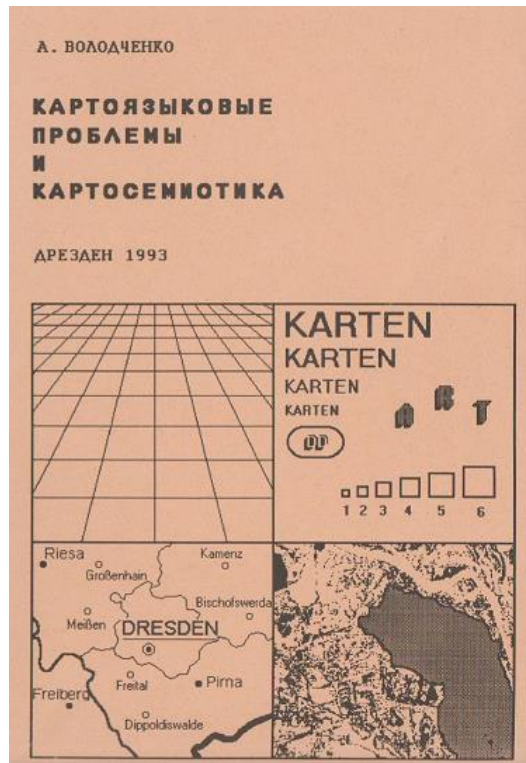 А. ВОЛОДЧЕНКО
КАРТОЯЗЫКОВЫЕ
ПРОБЛЕМЫ
И
КАРТОСЕМИОТИКА
ДРЕЗДЕН 1993
KARTEN
KARTEN
KARTEN
KARTEN
A R T
1 2 3 4 5 6
Riesa
Kamenz
Großenhain
Bischofswerda
Meißen
DRESDEN
Freital
Pirna
Freiberg
Dippoldiswalde